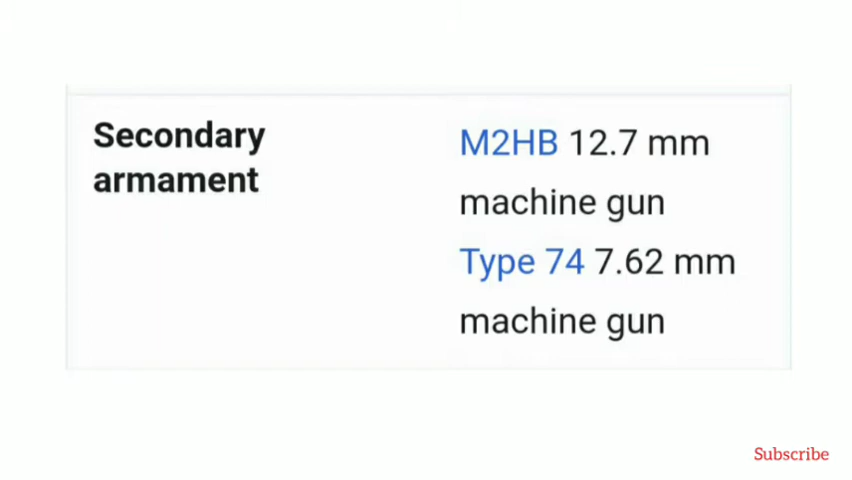 Secondary
armament
M2HB 12.7 mm
machine gun
Type 74 7.62 mm
machine gun
Subscribe